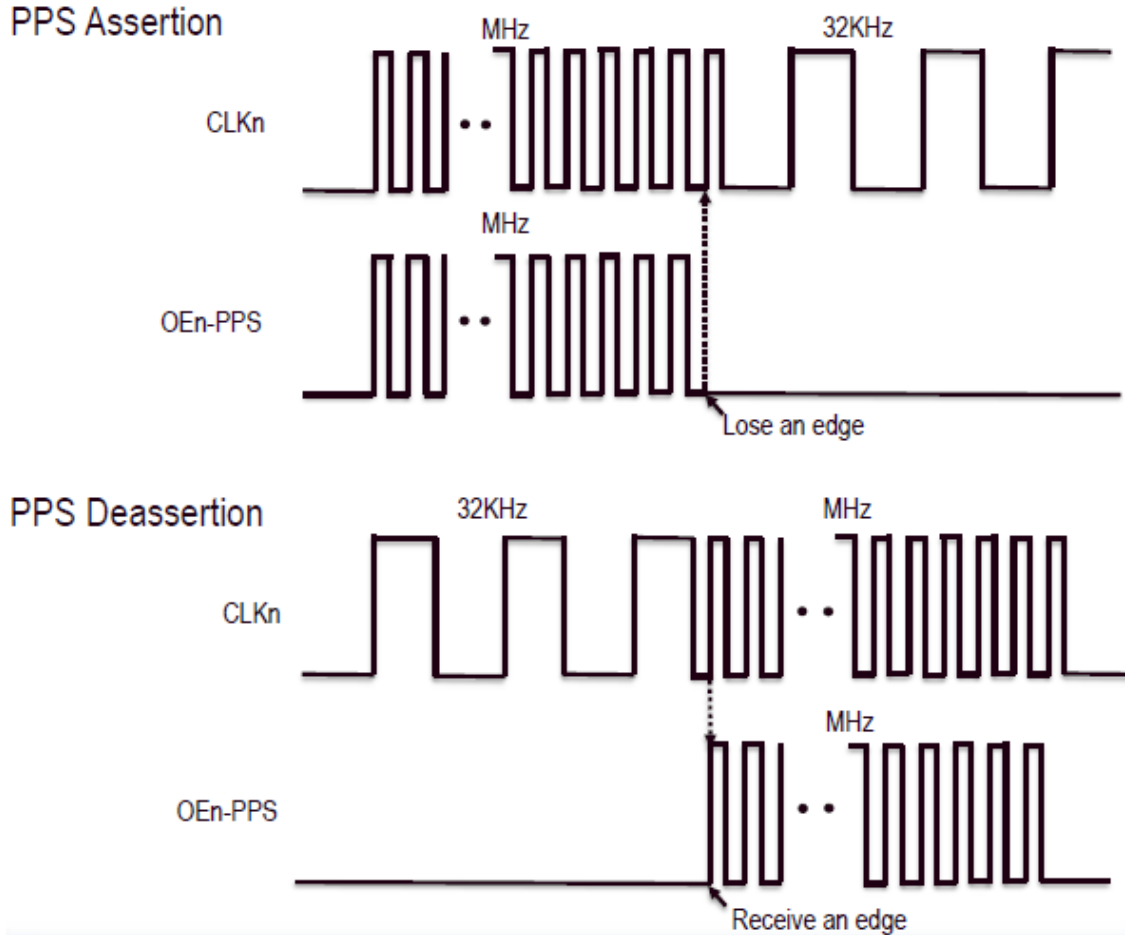 PPS Assertion
MHz
32KHz
CLKn
MHz
OEn-PPS
Lose an edge
PPS Deassertion
32KHz
MHz
CLKn
MHz
OEn-PPS
Receive an edge